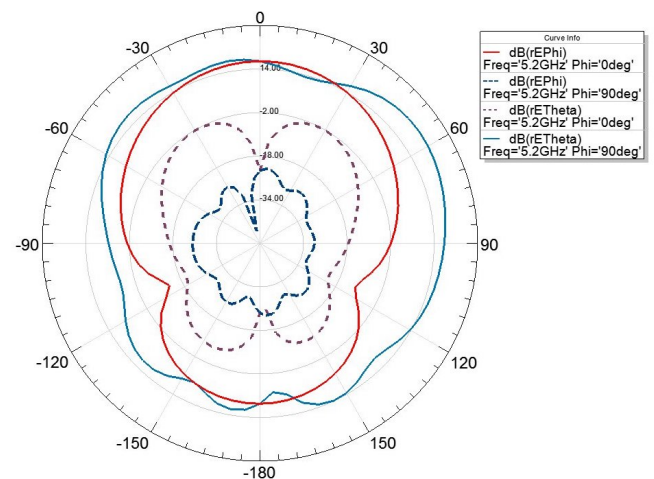 0
-30
30
14.00
-2.00
-60
60
-18.00
-34.00
-90
90
-120
120
-150
150
-180
Curve Info
dB(rEPhi)
Freq='5.2GHz' Phi='0deg'
dB(rEPhi)
Freq='5.2GHz' Phi='90deg'
dB(rETheta)
Freq='5.2GHz' Phi='0deg'
dB(rETheta)
Freq='5.2GHz' Phi='90deg'